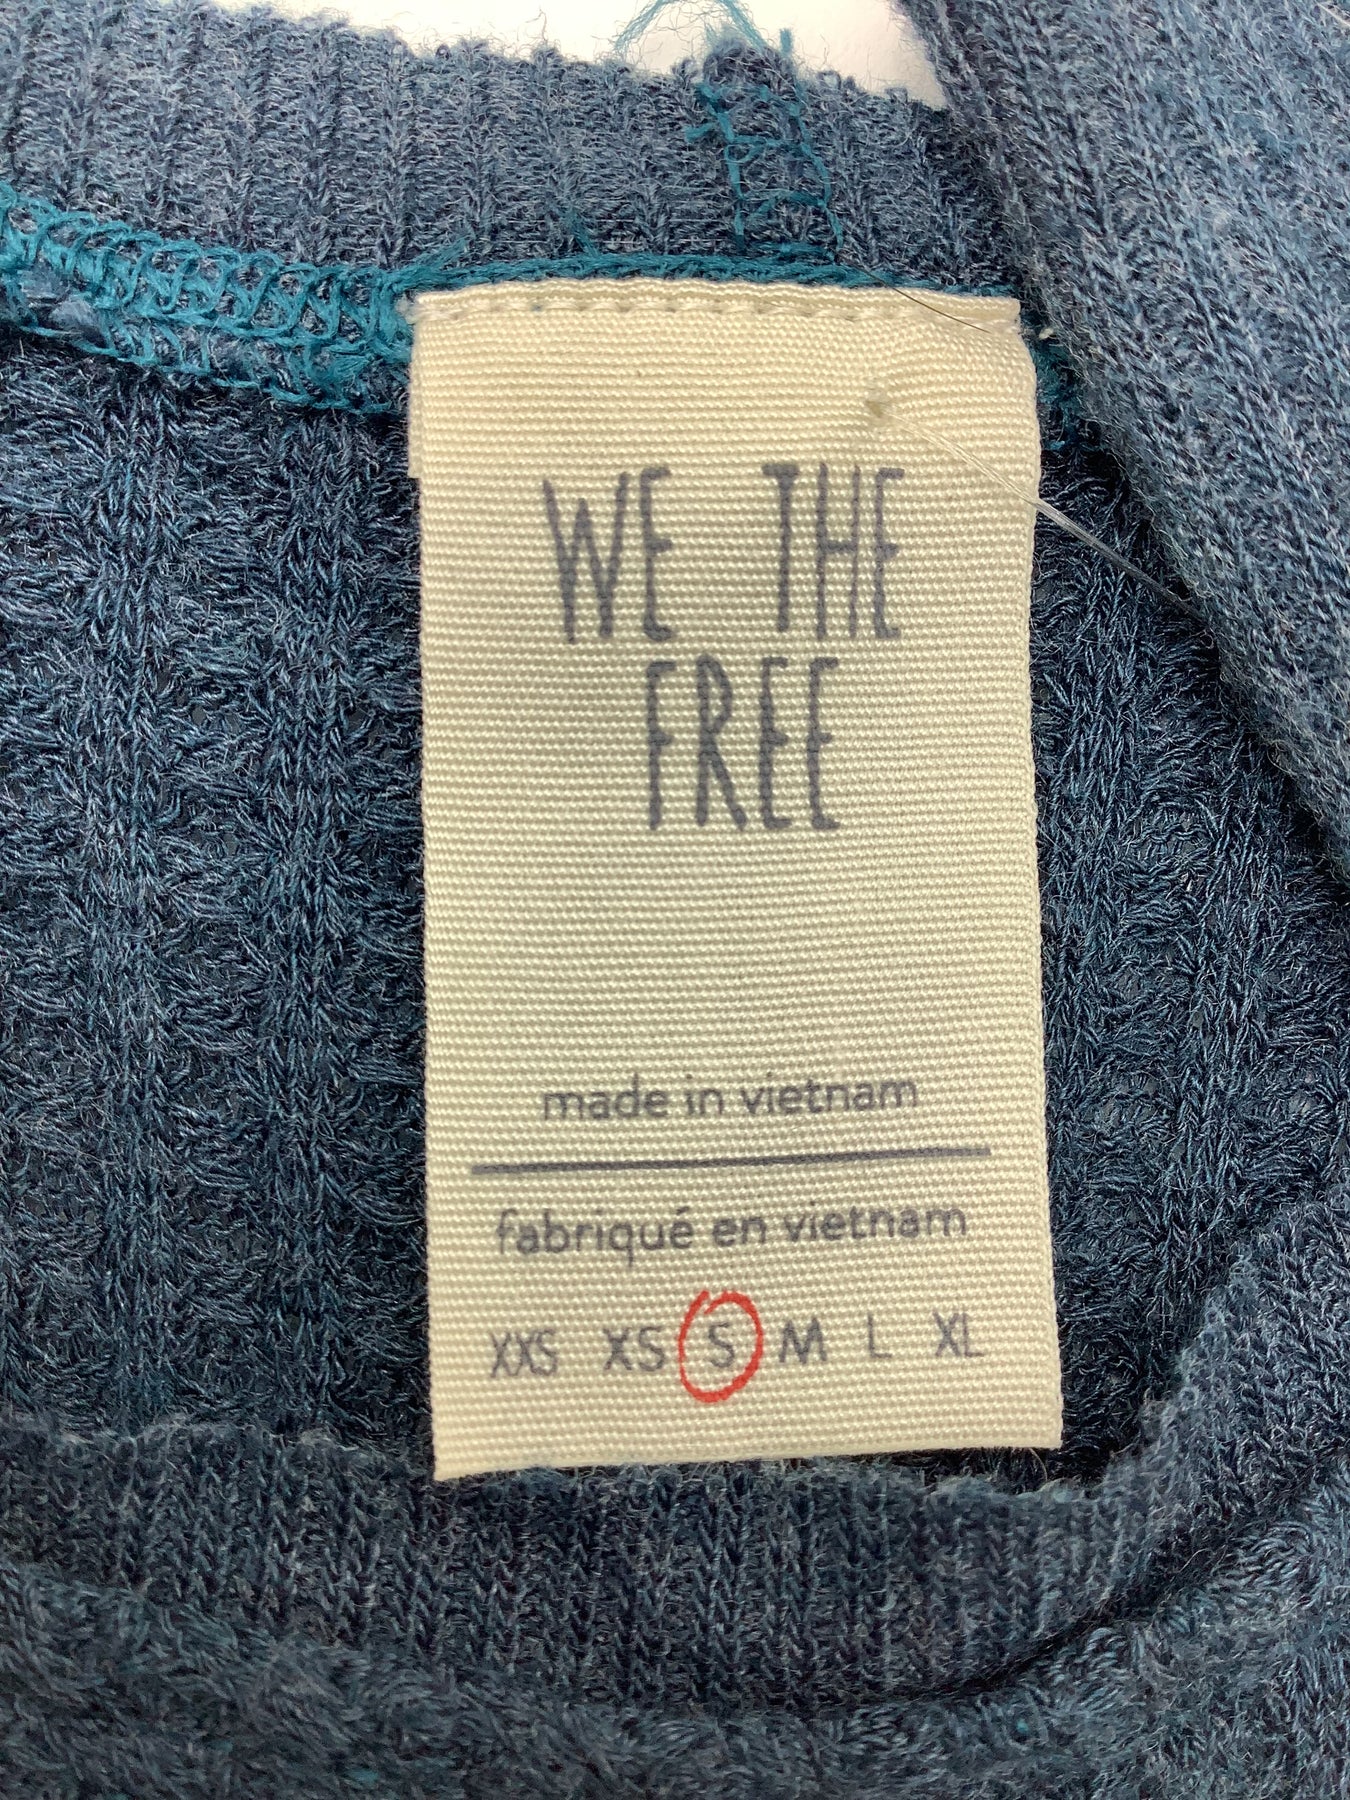 WE THE
FREE
made in vietnam
fabriqué en vietnam
XXS XS S M L XL